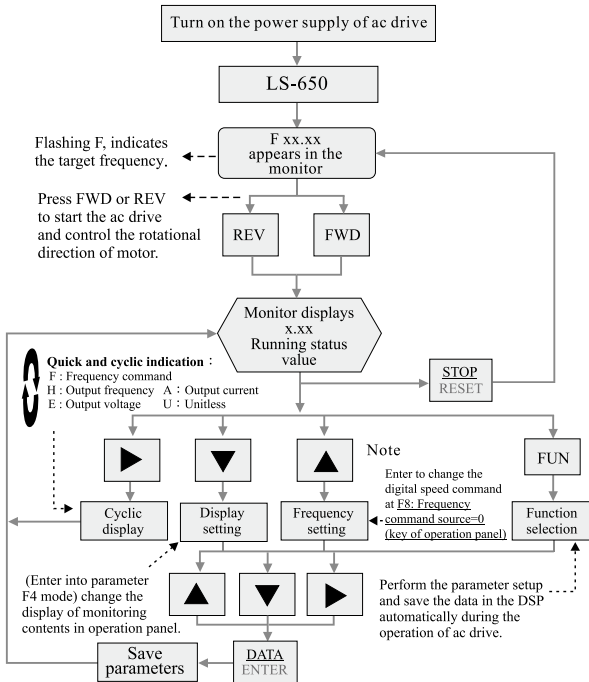 Turn on the power supply of ac drive
LS-650
Flashing F, indicates
the target frequency.
F xx.xx
appears in the
monitor
Press FWD or REV
to start the ac drive
and control the rotational
direction of motor.
REV
FWD
Monitor displays
x.xx
Running status
value
Quick and cyclic indication：
F : Frequency command
H : Output frequency A：Output current
E : Output voltage U：Unitless
STOP
RESET
Note
FUN
Enter to change the
digital speed command
at F8: Frequency
command source=0
(key of operation panel)
Cyclic
display
Display
setting
Frequency
setting
Function
selection
(Enter into parameter
F4 mode) change the
display of monitoring
contents in operation panel.
Perform the parameter setup
and save the data in the DSP
automatically during the
operation of ac drive.
Save
parameters
DATA
ENTER